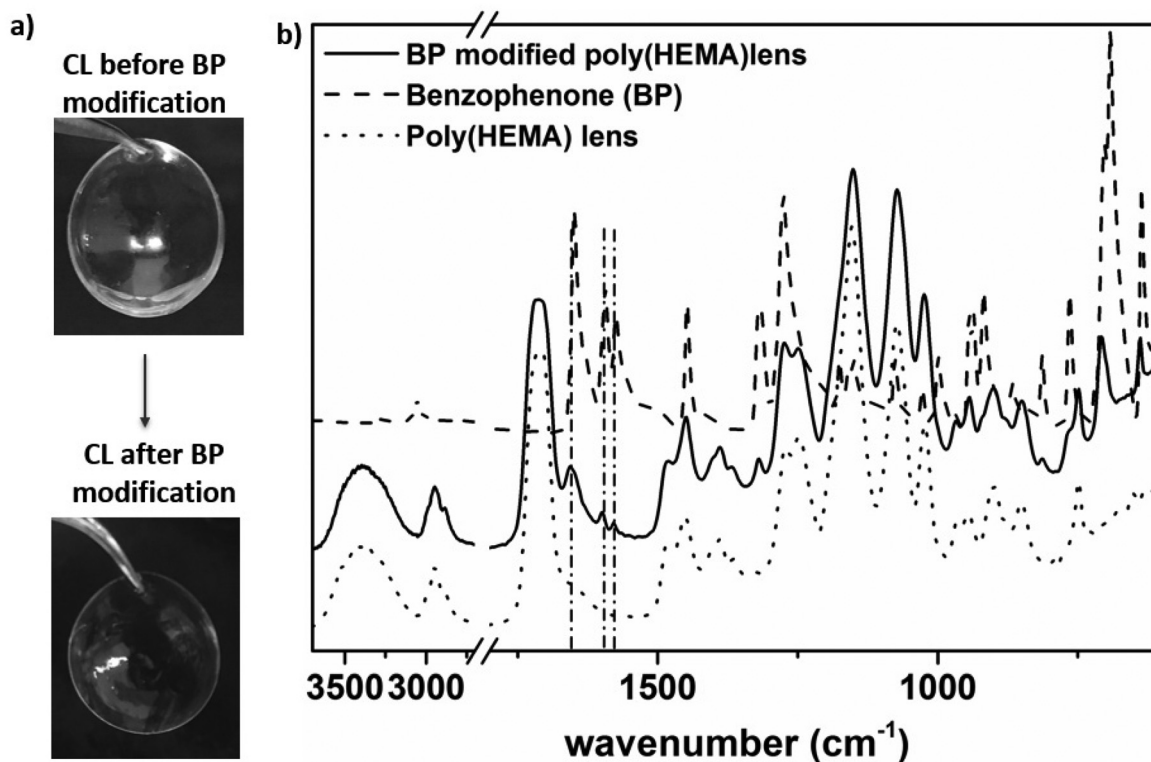 a)
CL before BP
modification
CL after BP
modification
b)
BP modified poly(HEMA)lens
Benzophenone (BP)
Poly(HEMA) lens
3500 3000 1500 1000
wavenumber (cm⁻¹)